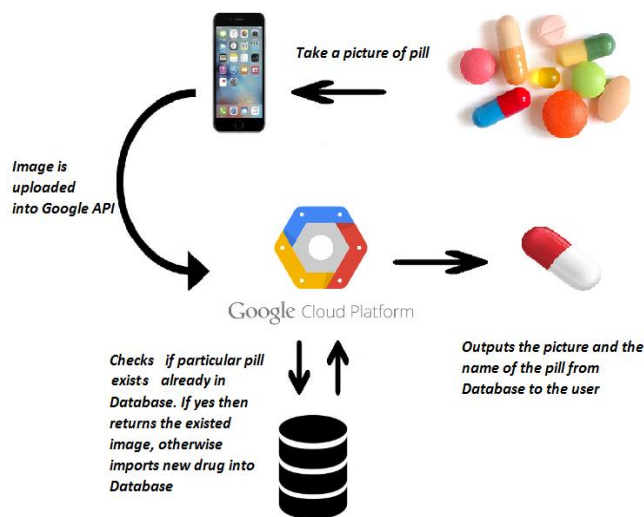 Take a picture of pill
Image is
uploaded
into Google API
Google Cloud Platform
Checks if particular pill
exists already in
Database. If yes then
returns the existed
image, otherwise
imports new drug into
Database
Outputs the picture and the
name of the pill from
Database to the user